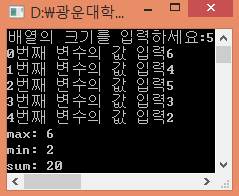 D:\광운대학...
배열의 크기를 입력하세요:5
0번째 변수의 값 입력6
1번째 변수의 값 입력4
2번째 변수의 값 입력5
3번째 변수의 값 입력3
4번째 변수의 값 입력2
max: 6
min: 2
sum: 20